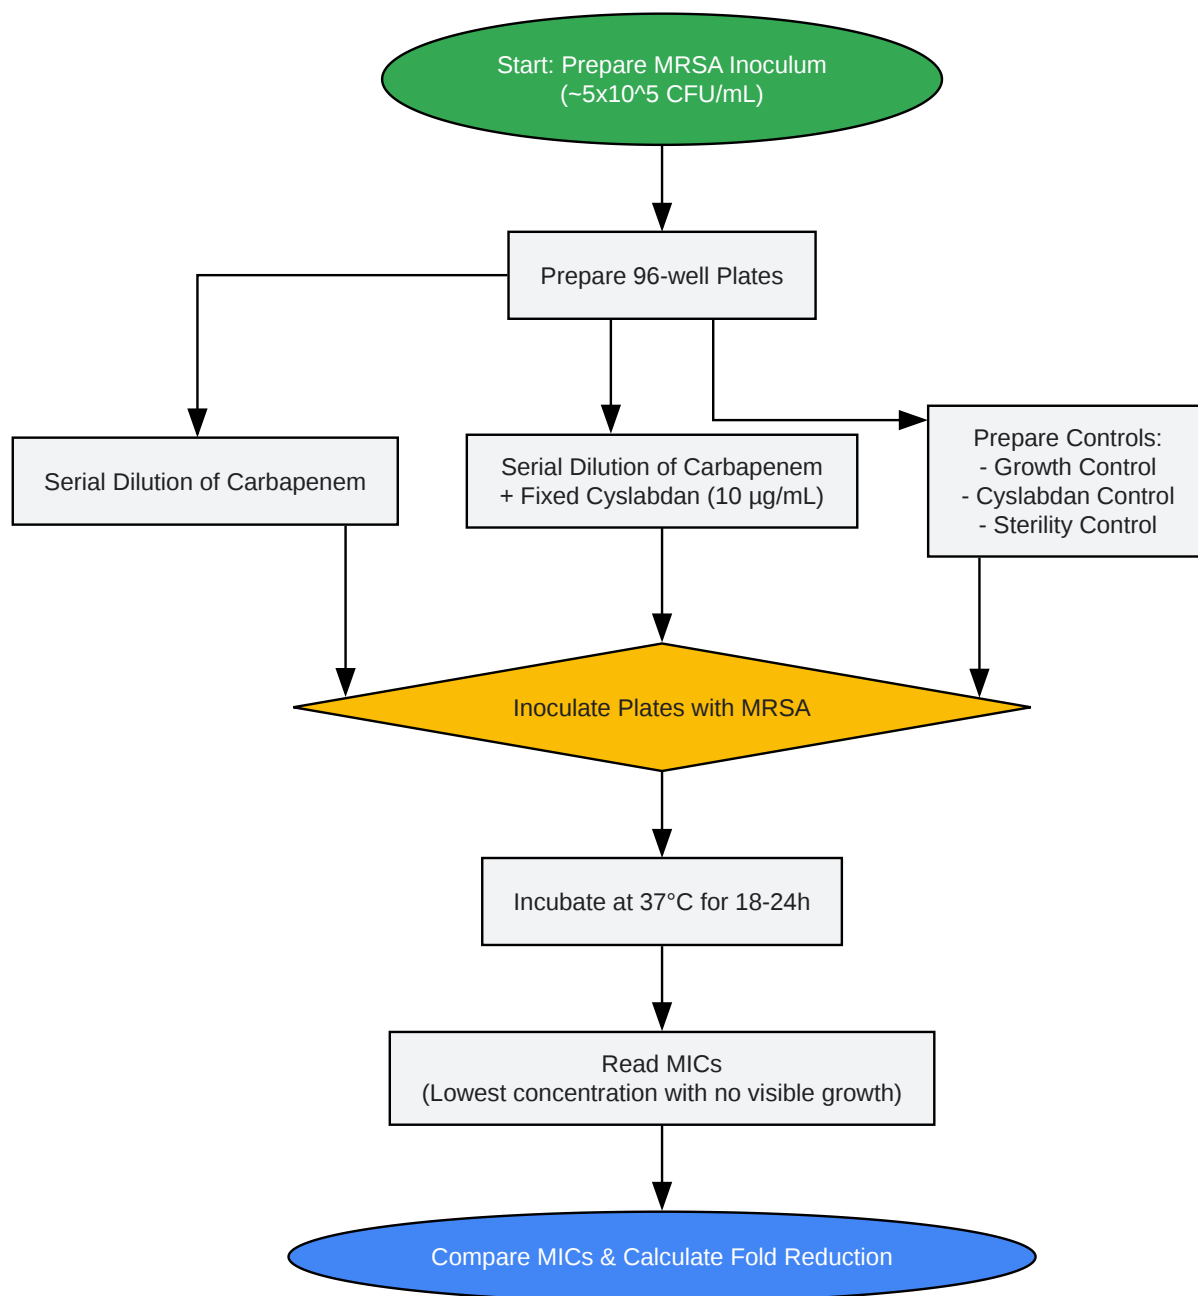 Start: Prepare MRSA Inoculum
(~5x10^5 CFU/mL)
Prepare 96-well Plates
Serial Dilution of Carbapenem
Serial Dilution of Carbapenem
+ Fixed Cyslabdan (10 µg/mL)
Prepare Controls:
- Growth Control
- Cyslabdan Control
- Sterility Control
Inoculate Plates with MRSA
Incubate at 37°C for 18-24h
Read MICs
(Lowest concentration with no visible growth)
Compare MICs & Calculate Fold Reduction